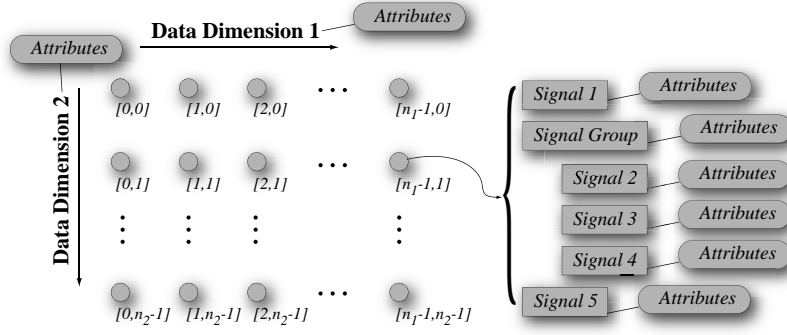 Attributes
Data Dimension 1
Attributes
Data Dimension 2
[0,0] [1,0] [2,0] [n1-1,0]
[0,1] [1,1] [2,1] [n1-1,1]
[0,n2-1] [1,n2-1] [2,n2-1] [n1-1,n2-1]
Signal 1 Attributes
Signal Group Attributes
Signal 2 Attributes
Signal 3 Attributes
Signal 4 Attributes
Signal 5 Attributes